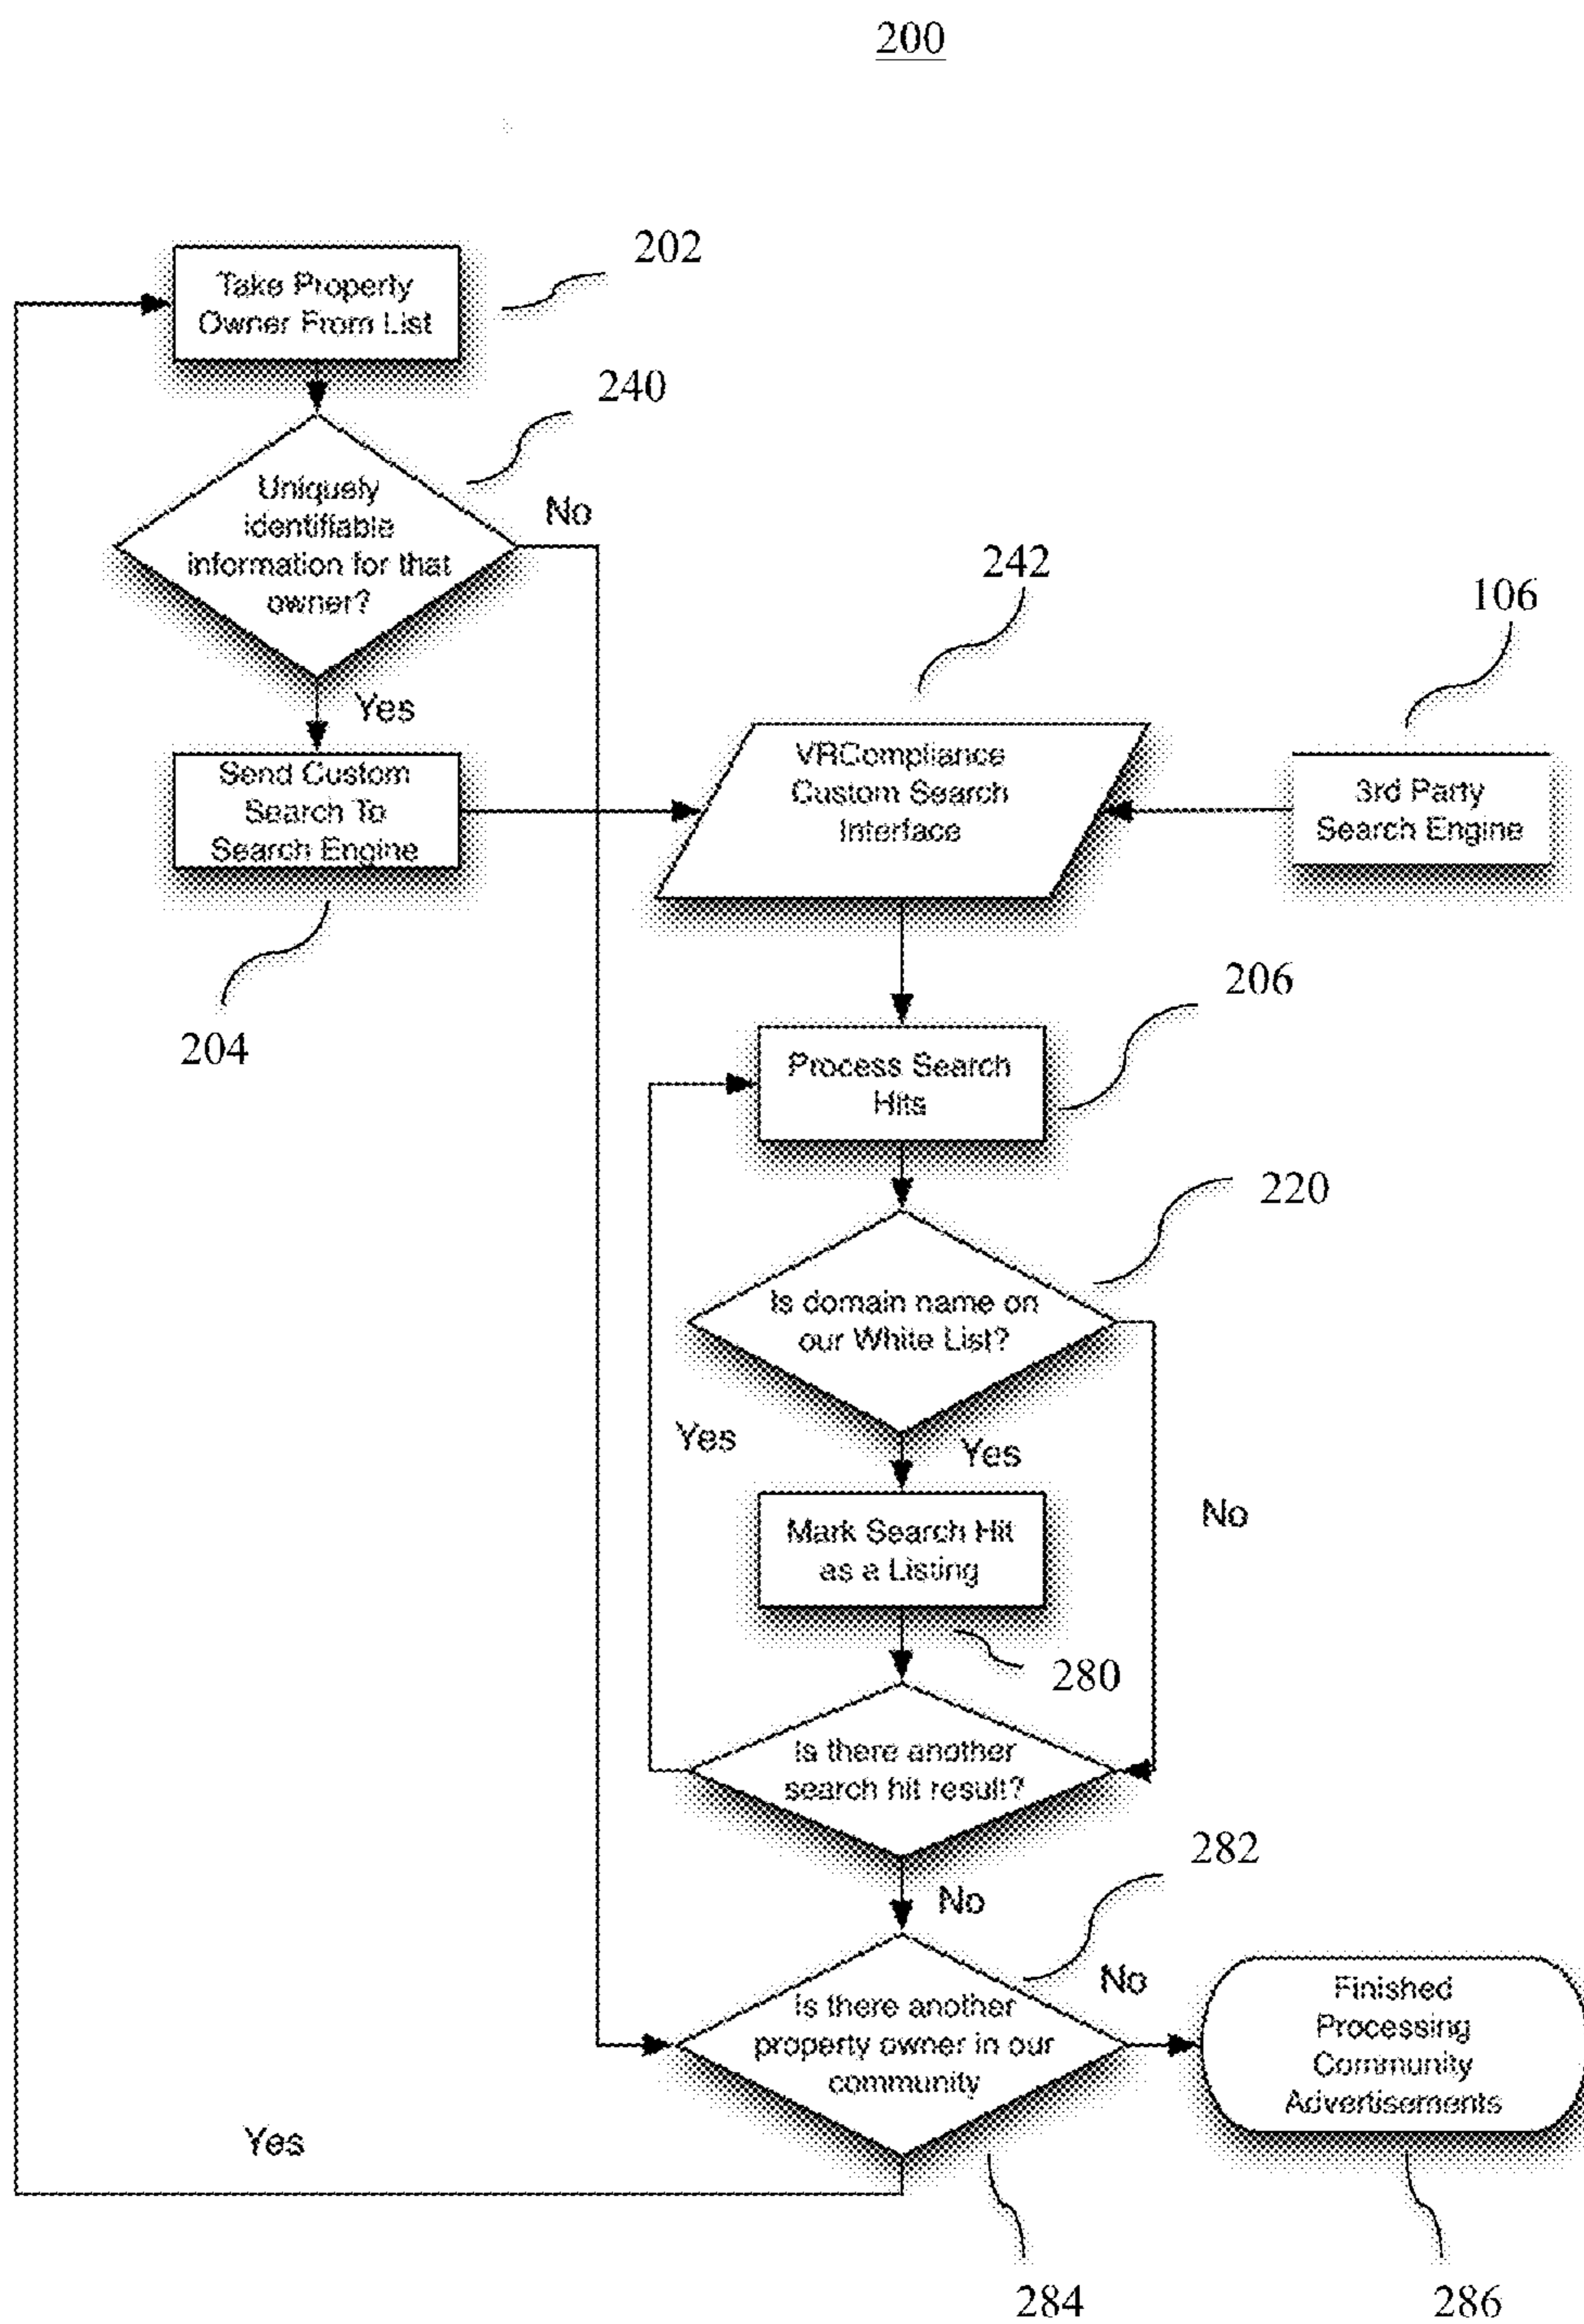 200
202
Take Property
Owner From List
240
Uniquely
identifiable
information for that
owner?
No
Yes
242
106
Send Custom
Search To
Search Engine
VRCompliance
Custom Search
Interface
3rd Party
Search Engine
204
206
Process Search
Hits
220
Is domain name on
our White List?
Yes
Yes
No
Mark Search Hit
as a Listing
280
Is there another
search hit result?
282
No
No
Is there another
property owner in our
community
Finished
Processing
Community
Advertisements
Yes
284
286